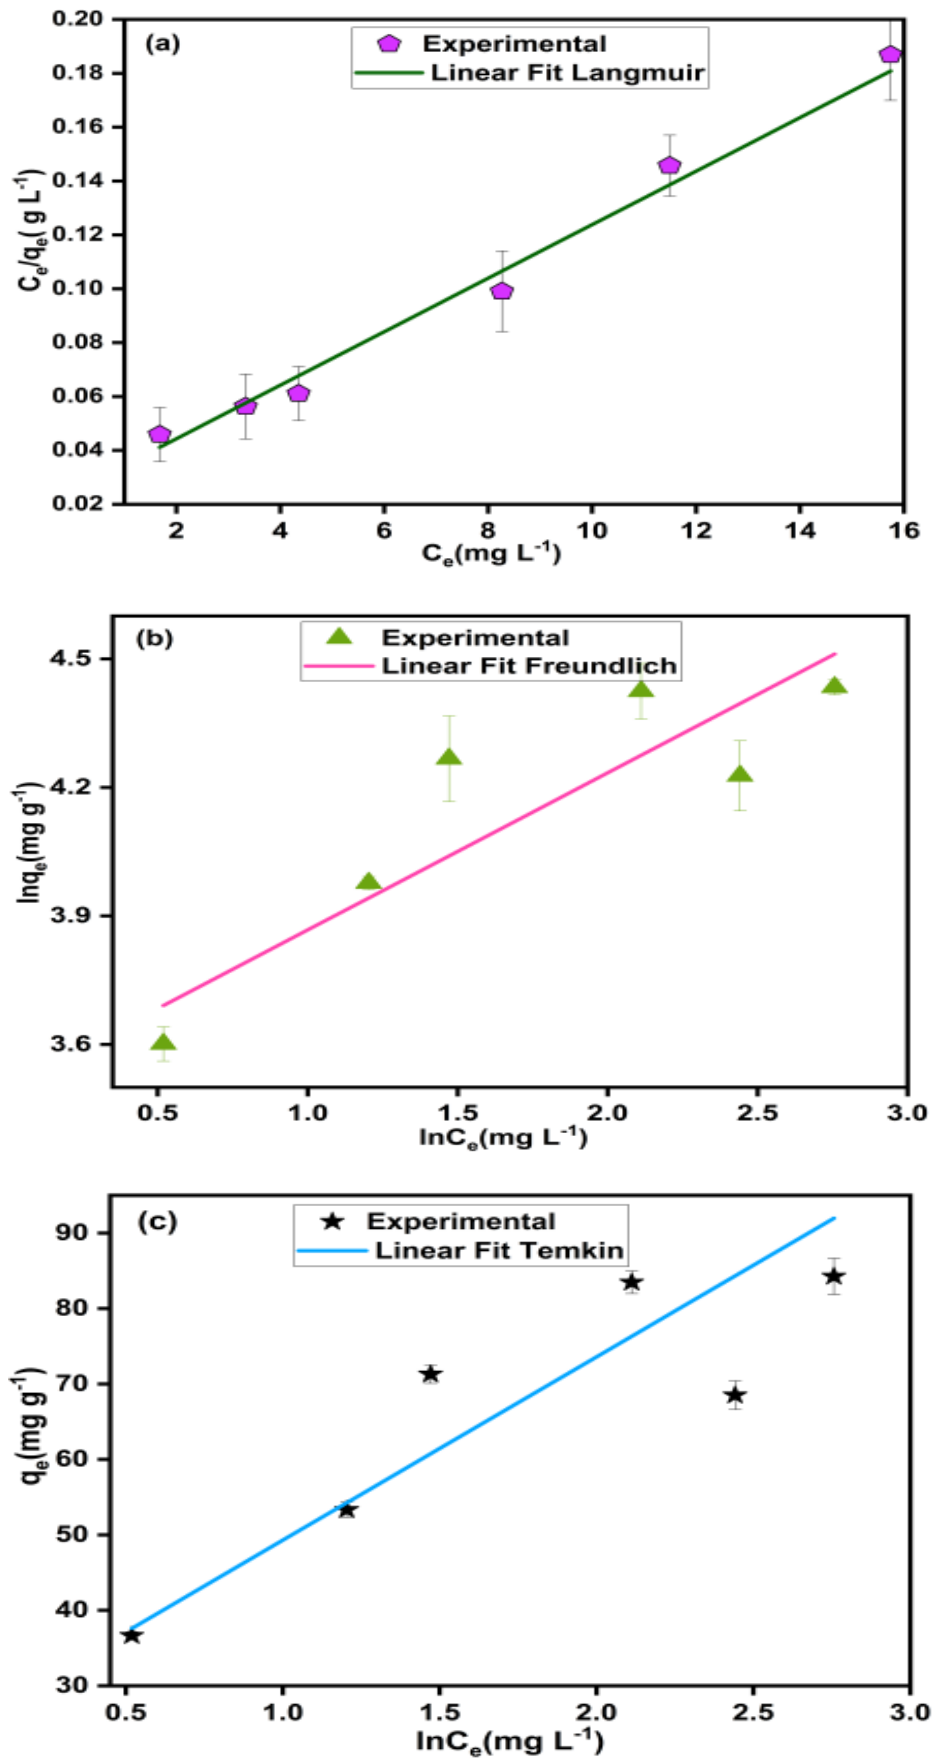 (a)
Experimental
Linear Fit Langmuir
0.20
0.18
0.16
0.14
0.12
0.10
0.08
0.06
0.04
0.02
Ce/qe( g L-1)
2 4 6 8 10 12 14 16
Ce(mg L-1)
(b)
Experimental
Linear Fit Freundlich
4.5
4.2
3.9
3.6
lnqe(mg g-1)
0.5 1.0 1.5 2.0 2.5 3.0
lnCe(mg L-1)
(c)
Experimental
Linear Fit Temkin
90
80
70
60
50
40
30
qe(mg g-1)
0.5 1.0 1.5 2.0 2.5 3.0
lnCe(mg L-1)